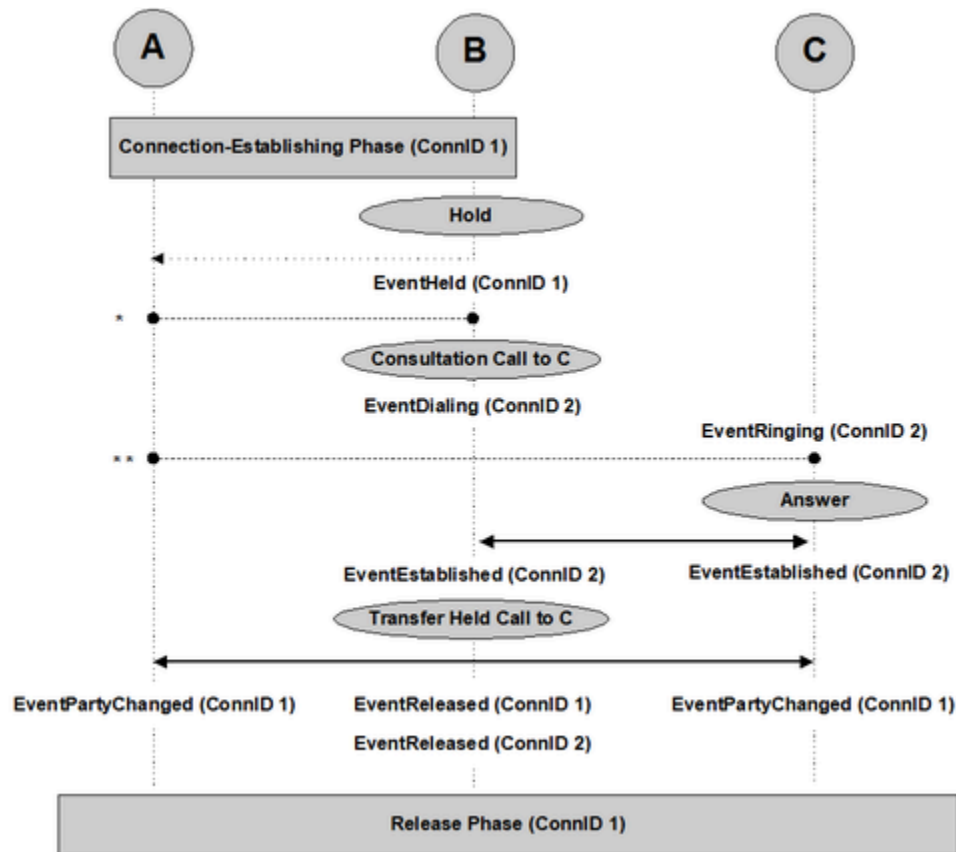 A B C
Connection-Establishing Phase (ConnID 1)
Hold
EventHeld (ConnID 1)
*
Consultation Call to C
EventDialing (ConnID 2)
EventRinging (ConnID 2)
**
Answer
EventEstablished (ConnID 2) EventEstablished (ConnID 2)
Transfer Held Call to C
EventPartyChanged (ConnID 1) EventReleased (ConnID 1) EventPartyChanged (ConnID 1)
EventReleased (ConnID 2)
Release Phase (ConnID 1)